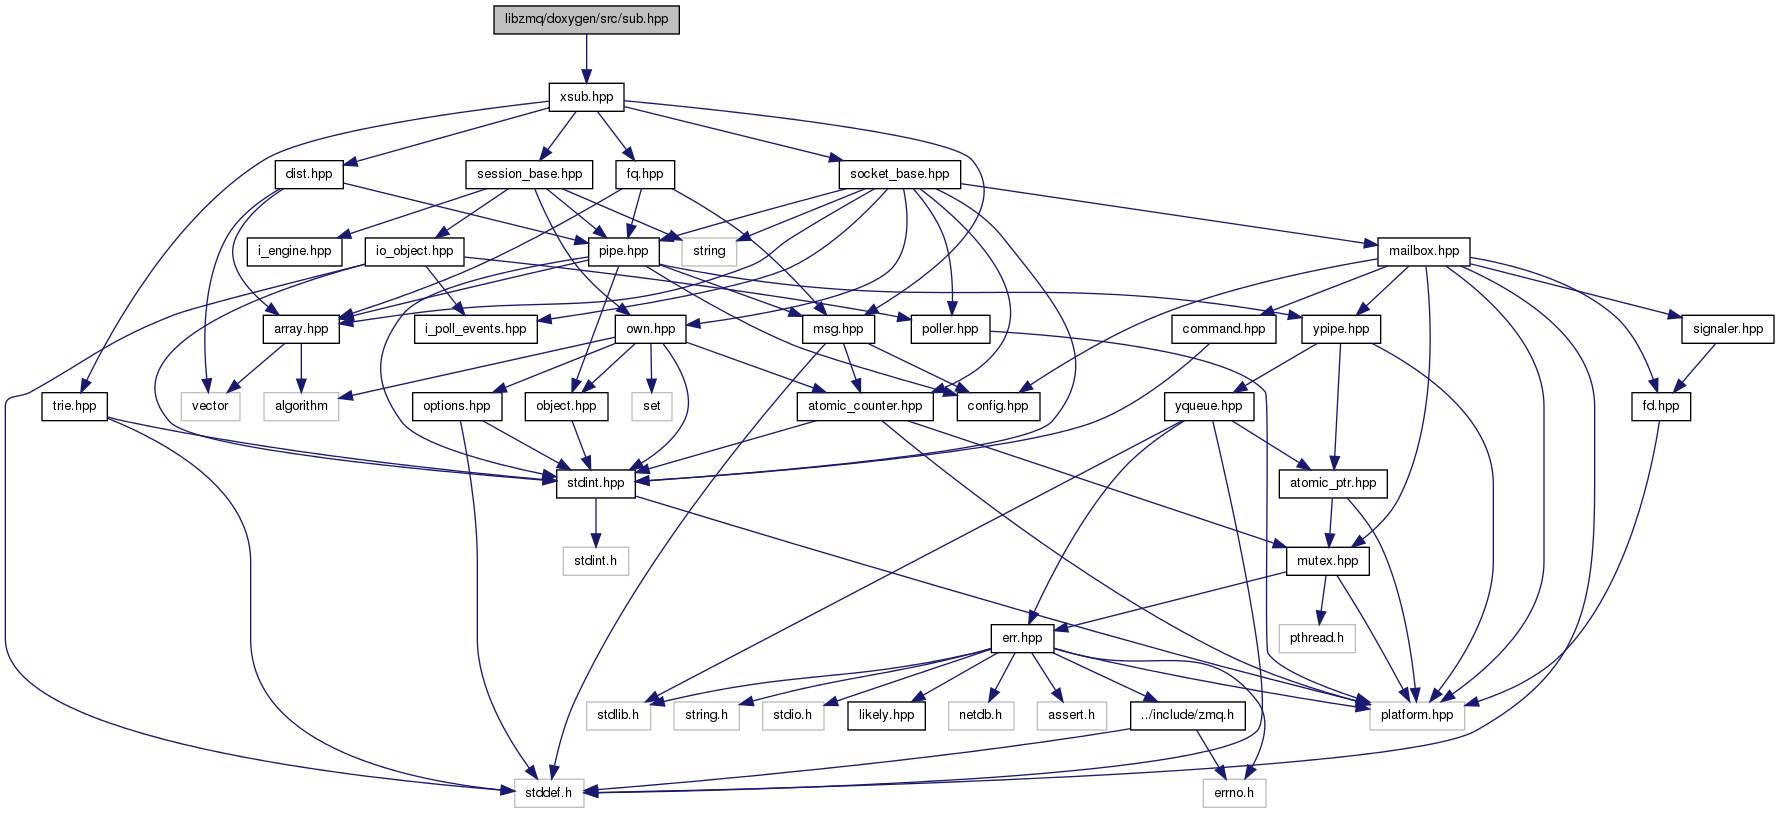 libzmq/doxygen/src/sub.hpp
xsub.hpp
dist.hpp
session_base.hpp
fq.hpp
socket_base.hpp
i_engine.hpp
io_object.hpp
pipe.hpp
string
mailbox.hpp
array.hpp
i_poll_events.hpp
own.hpp
msg.hpp
poller.hpp
command.hpp
ypipe.hpp
signaler.hpp
trie.hpp
vector
algorithm
options.hpp
object.hpp
set
atomic_counter.hpp
config.hpp
yqueue.hpp
fd.hpp
stdint.hpp
atomic_ptr.hpp
stdint.h
mutex.hpp
err.hpp
pthread.h
stdlib.h
string.h
stdio.h
likely.hpp
netdb.h
assert.h
../include/zmq.h
platform.hpp
stddef.h
errno.h